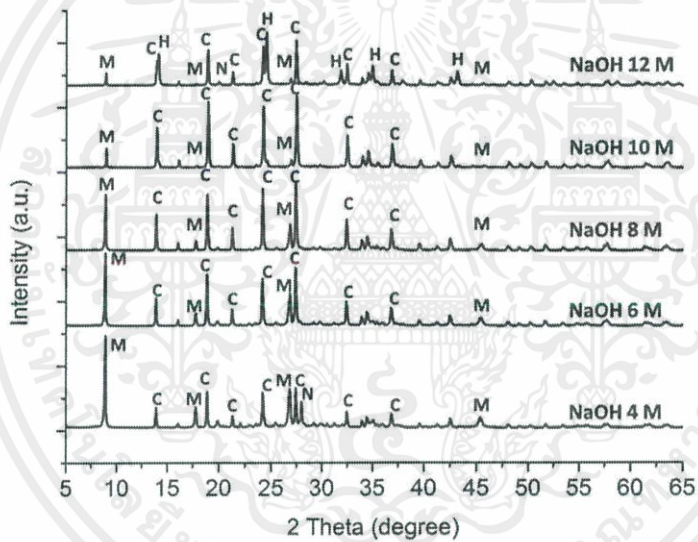 H
C H C C
M M N C M H C H C H M NaOH 12 M
C C C C
M M C M C C M NaOH 10 M
M C C C
C M C M C C M NaOH 8 M
M C C
C M C C M C C M NaOH 6 M
M
C M C C C M C N C C M NaOH 4 M
Intensity (a.u.)
5 10 15 20 25 30 35 40 45 50 55 60 65
2 Theta (degree)